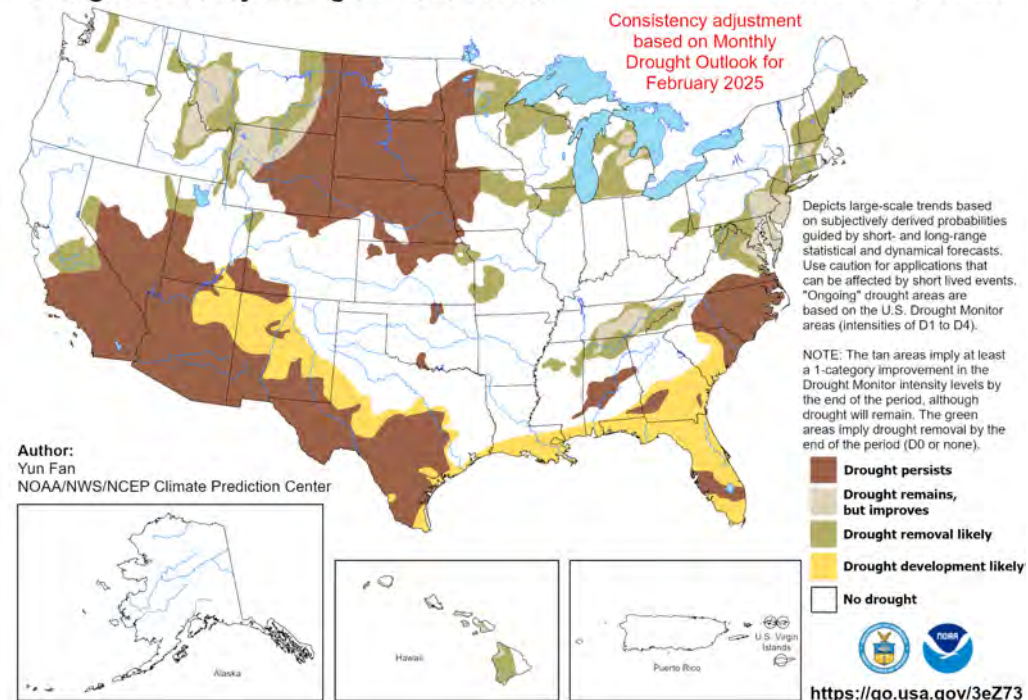 Consistency adjustment
based on Monthly
Drought Outlook for
February 2025
Depicts large-scale trends based
on subjectively derived probabilities
guided by short- and long-range
statistical and dynamical forecasts.
Use caution for applications that
can be affected by short lived events.
"Ongoing" drought areas are
based on the U.S. Drought Monitor
areas (intensities of D1 to D4).
NOTE: The tan areas imply at least
a 1-category improvement in the
Drought Monitor intensity levels by
the end of the period, although
drought will remain. The green
areas imply drought removal by the
end of the period (D0 or none).
Author:
Yun Fan
NOAA/NWS/NCEP Climate Prediction Center
Drought persists
Drought remains,
but improves
Drought removal likely
Drought development likely
No drought
Alaska
Hawaii
Puerto Rico
U.S. Virgin
Islands
NOAA
https://go.usa.gov/3eZ73